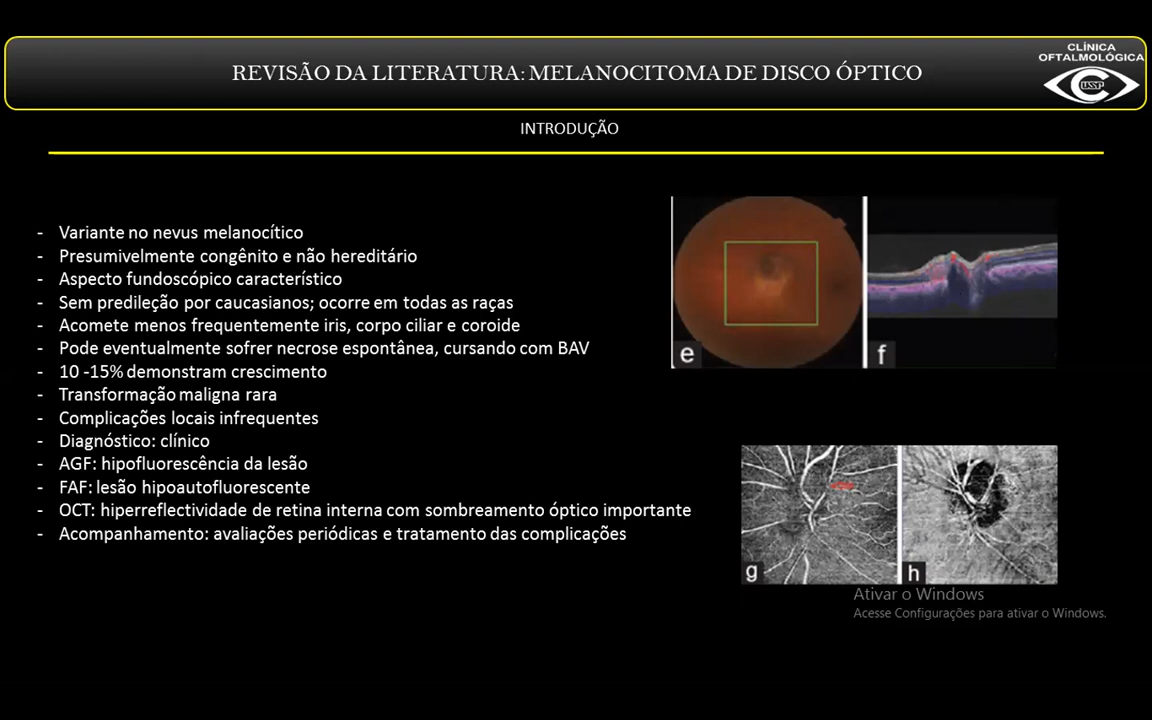 CLÍNICA
OFTALMOLÓGICA
REVISÃO DA LITERATURA: MELANOCITOMA DE DISCO ÓPTICO
INTRODUÇÃO
- Variante no nevus melanocítico
- Presumivelmente congênito e não hereditário
- Aspecto fundoscópico característico
- Sem predileção por caucasianos; ocorre em todas as raças
- Acomete menos frequentemente iris, corpo ciliar e coroide
- Pode eventualmente sofrer necrose espontânea, cursando com BAV
- 10 -15% demonstram crescimento
- Transformação maligna rara
- Complicações locais infrequentes
- Diagnóstico: clínico
- AGF: hipofluorescência da lesão
- FAF: lesão hipoautofluorescente
- OCT: hiperreflectividade de retina interna com sombreamento óptico importante
- Acompanhamento: avaliações periódicas e tratamento das complicações
e
f
g
h
Ativar o Windows
Acesse Configurações para ativar o Windows.